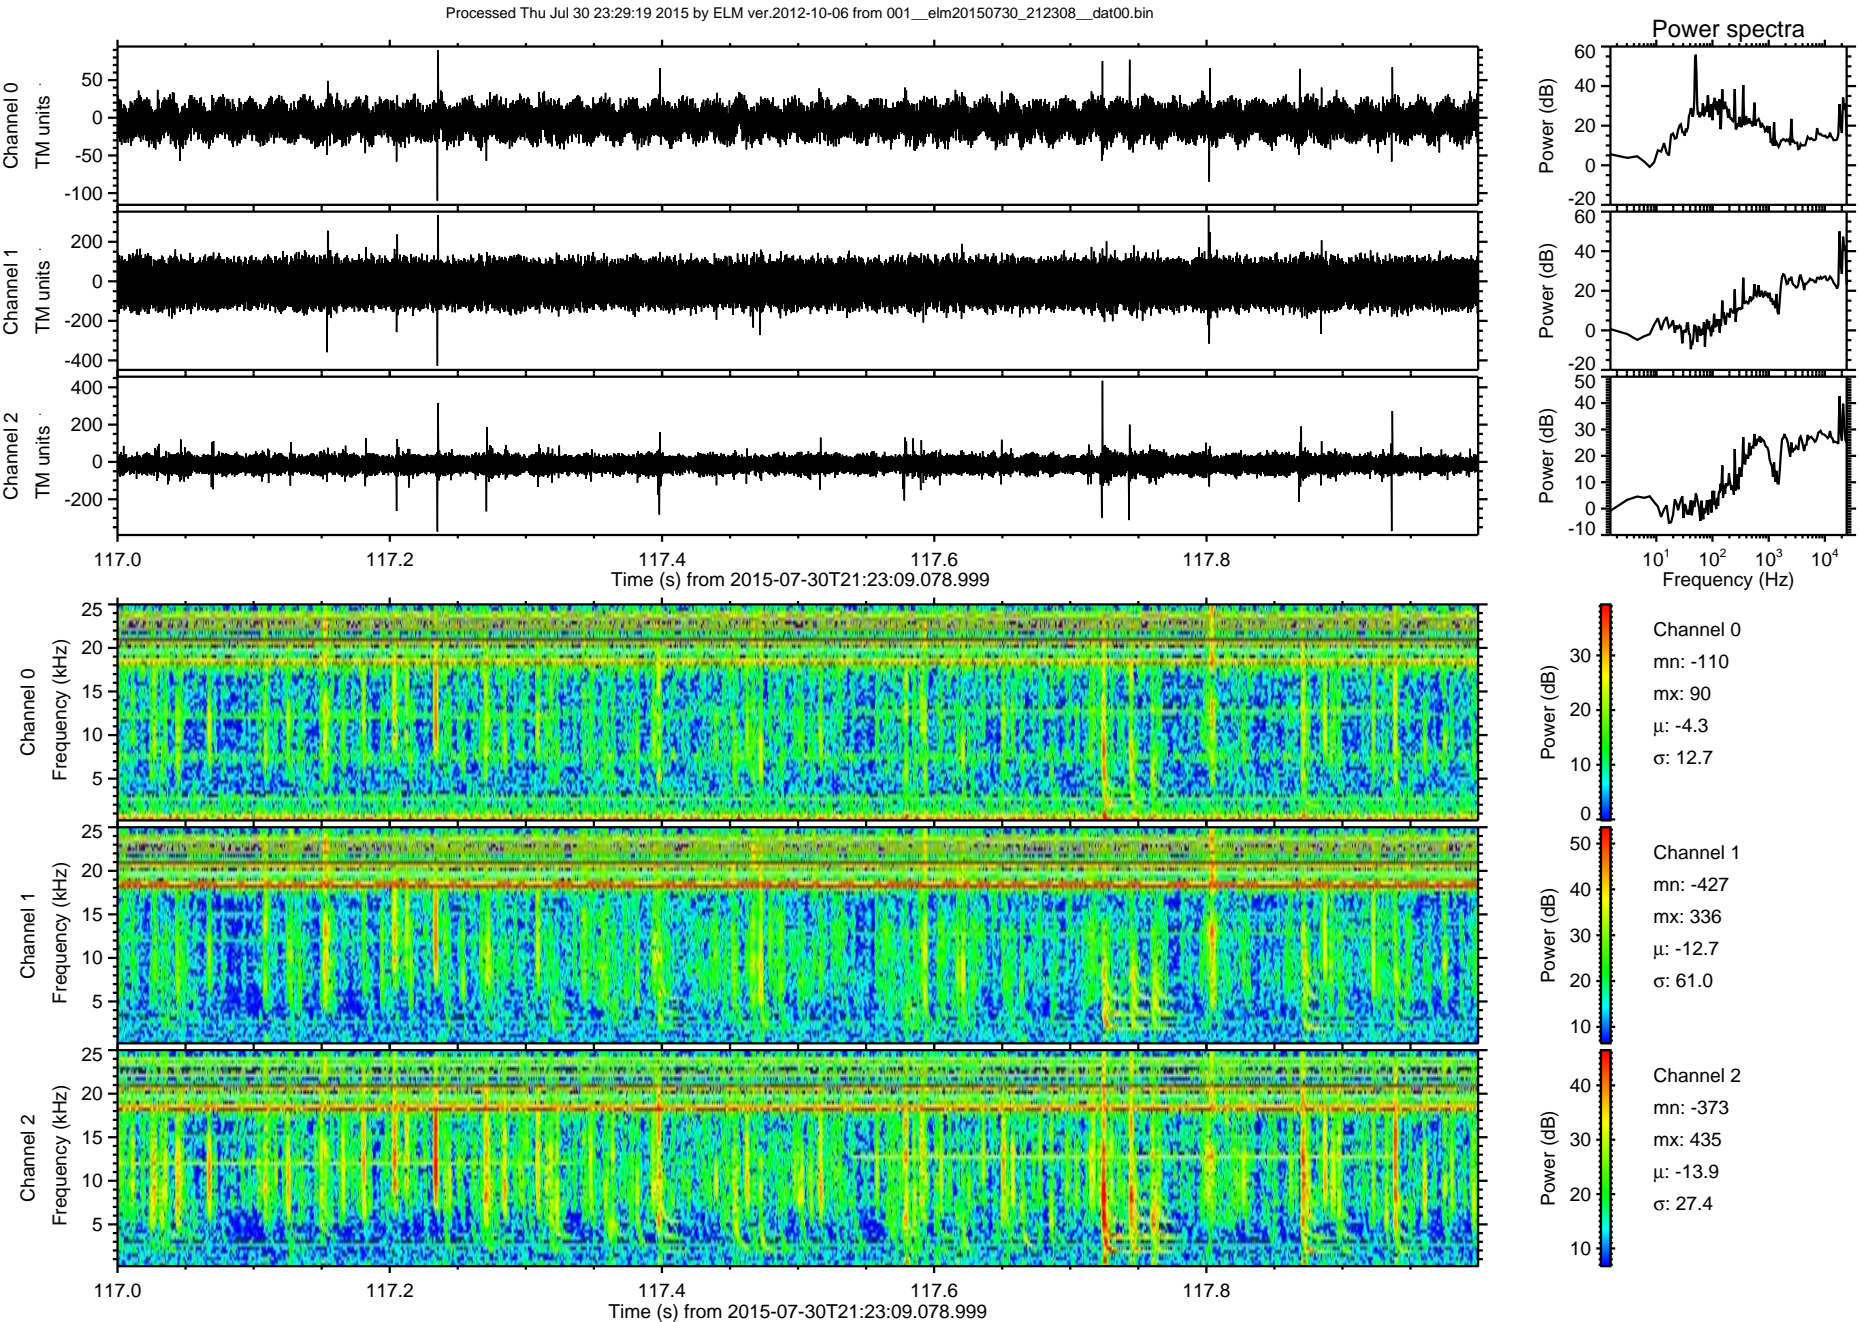 Processed Thu Jul 30 23:29:19 2015 by ELM ver.2012-10-06 from 001__elm20150730_212308__dat00.bin
Power spectra
Channel 0
TM units
50
0
-50
-100
Power (dB)
60
40
20
0
-20
Channel 1
TM units
200
0
-200
-400
Power (dB)
60
40
20
0
-20
Channel 2
TM units
400
200
0
-200
Power (dB)
50
40
30
20
10
0
-10
117.0 117.2 117.4 117.6 117.8
Time (s) from 2015-07-30T21:23:09.078.999
10^1 10^2 10^3 10^4
Frequency (Hz)
Channel 0
Frequency (kHz)
25
20
15
10
5
Power (dB)
30
20
10
0
Channel 0
mn: -110
mx: 90
μ: -4.3
σ: 12.7
Channel 1
Frequency (kHz)
25
20
15
10
5
Power (dB)
50
40
30
20
10
Channel 1
mn: -427
mx: 336
μ: -12.7
σ: 61.0
Channel 2
Frequency (kHz)
25
20
15
10
5
Power (dB)
40
30
20
10
Channel 2
mn: -373
mx: 435
μ: -13.9
σ: 27.4
117.0 117.2 117.4 117.6 117.8
Time (s) from 2015-07-30T21:23:09.078.999